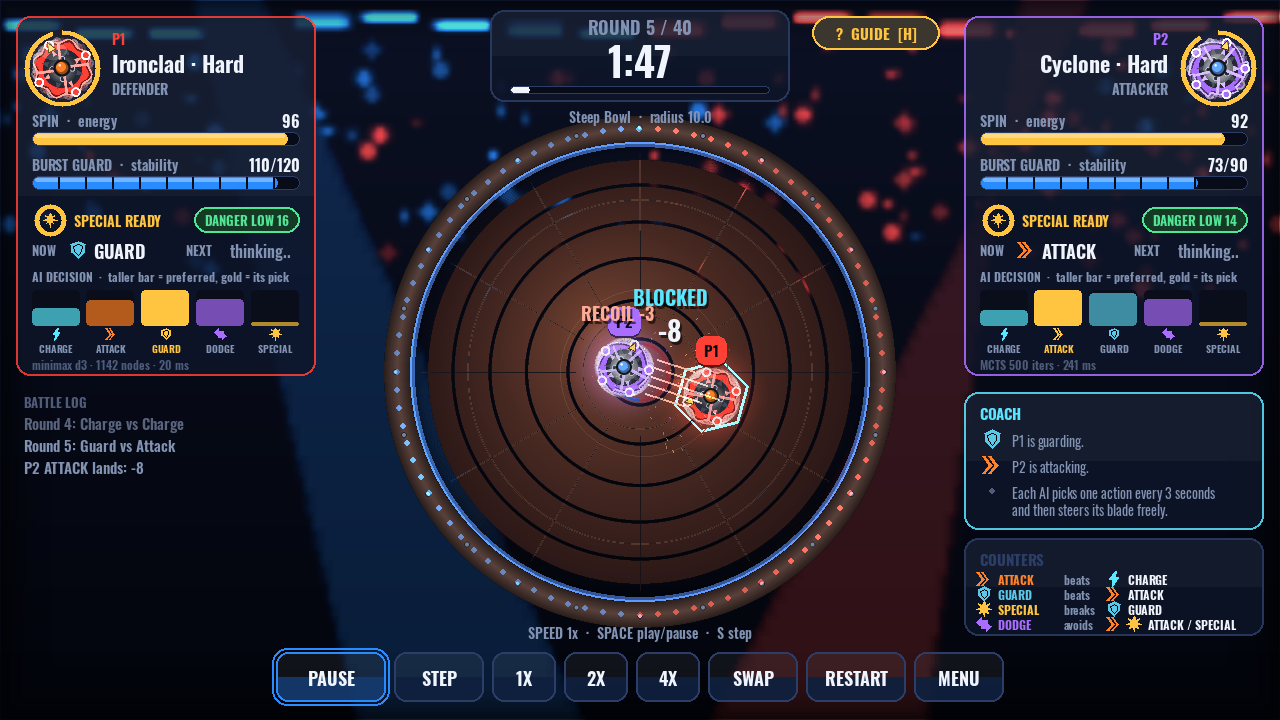 P1
Ironclad · Hard
DEFENDER
SPIN · energy 96
BURST GUARD · stability 110/120
SPECIAL READY DANGER LOW 16
NOW GUARD NEXT thinking..
AI DECISION · taller bar = preferred, gold = its pick
CHARGE ATTACK GUARD DODGE SPECIAL
minimax d3 · 1142 nodes · 20 ms
BATTLE LOG
Round 4: Charge vs Charge
Round 5: Guard vs Attack
P2 ATTACK lands: -8
ROUND 5 / 40
1:47
? GUIDE [H]
Steep Bowl · radius 10.0
BLOCKED
RECOIL -3
P2
-8
P1
SPEED 1x · SPACE play/pause · S step
PAUSE STEP 1X 2X 4X SWAP RESTART MENU
P2
Cyclone · Hard
ATTACKER
SPIN · energy 92
BURST GUARD · stability 73/90
SPECIAL READY DANGER LOW 14
NOW ATTACK NEXT thinking..
AI DECISION · taller bar = preferred, gold = its pick
CHARGE ATTACK GUARD DODGE SPECIAL
MCTS 500 iters · 241 ms
COACH
P1 is guarding.
P2 is attacking.
Each AI picks one action every 3 seconds
and then steers its blade freely.
COUNTERS
ATTACK beats CHARGE
GUARD beats ATTACK
SPECIAL breaks GUARD
DODGE avoids ATTACK / SPECIAL